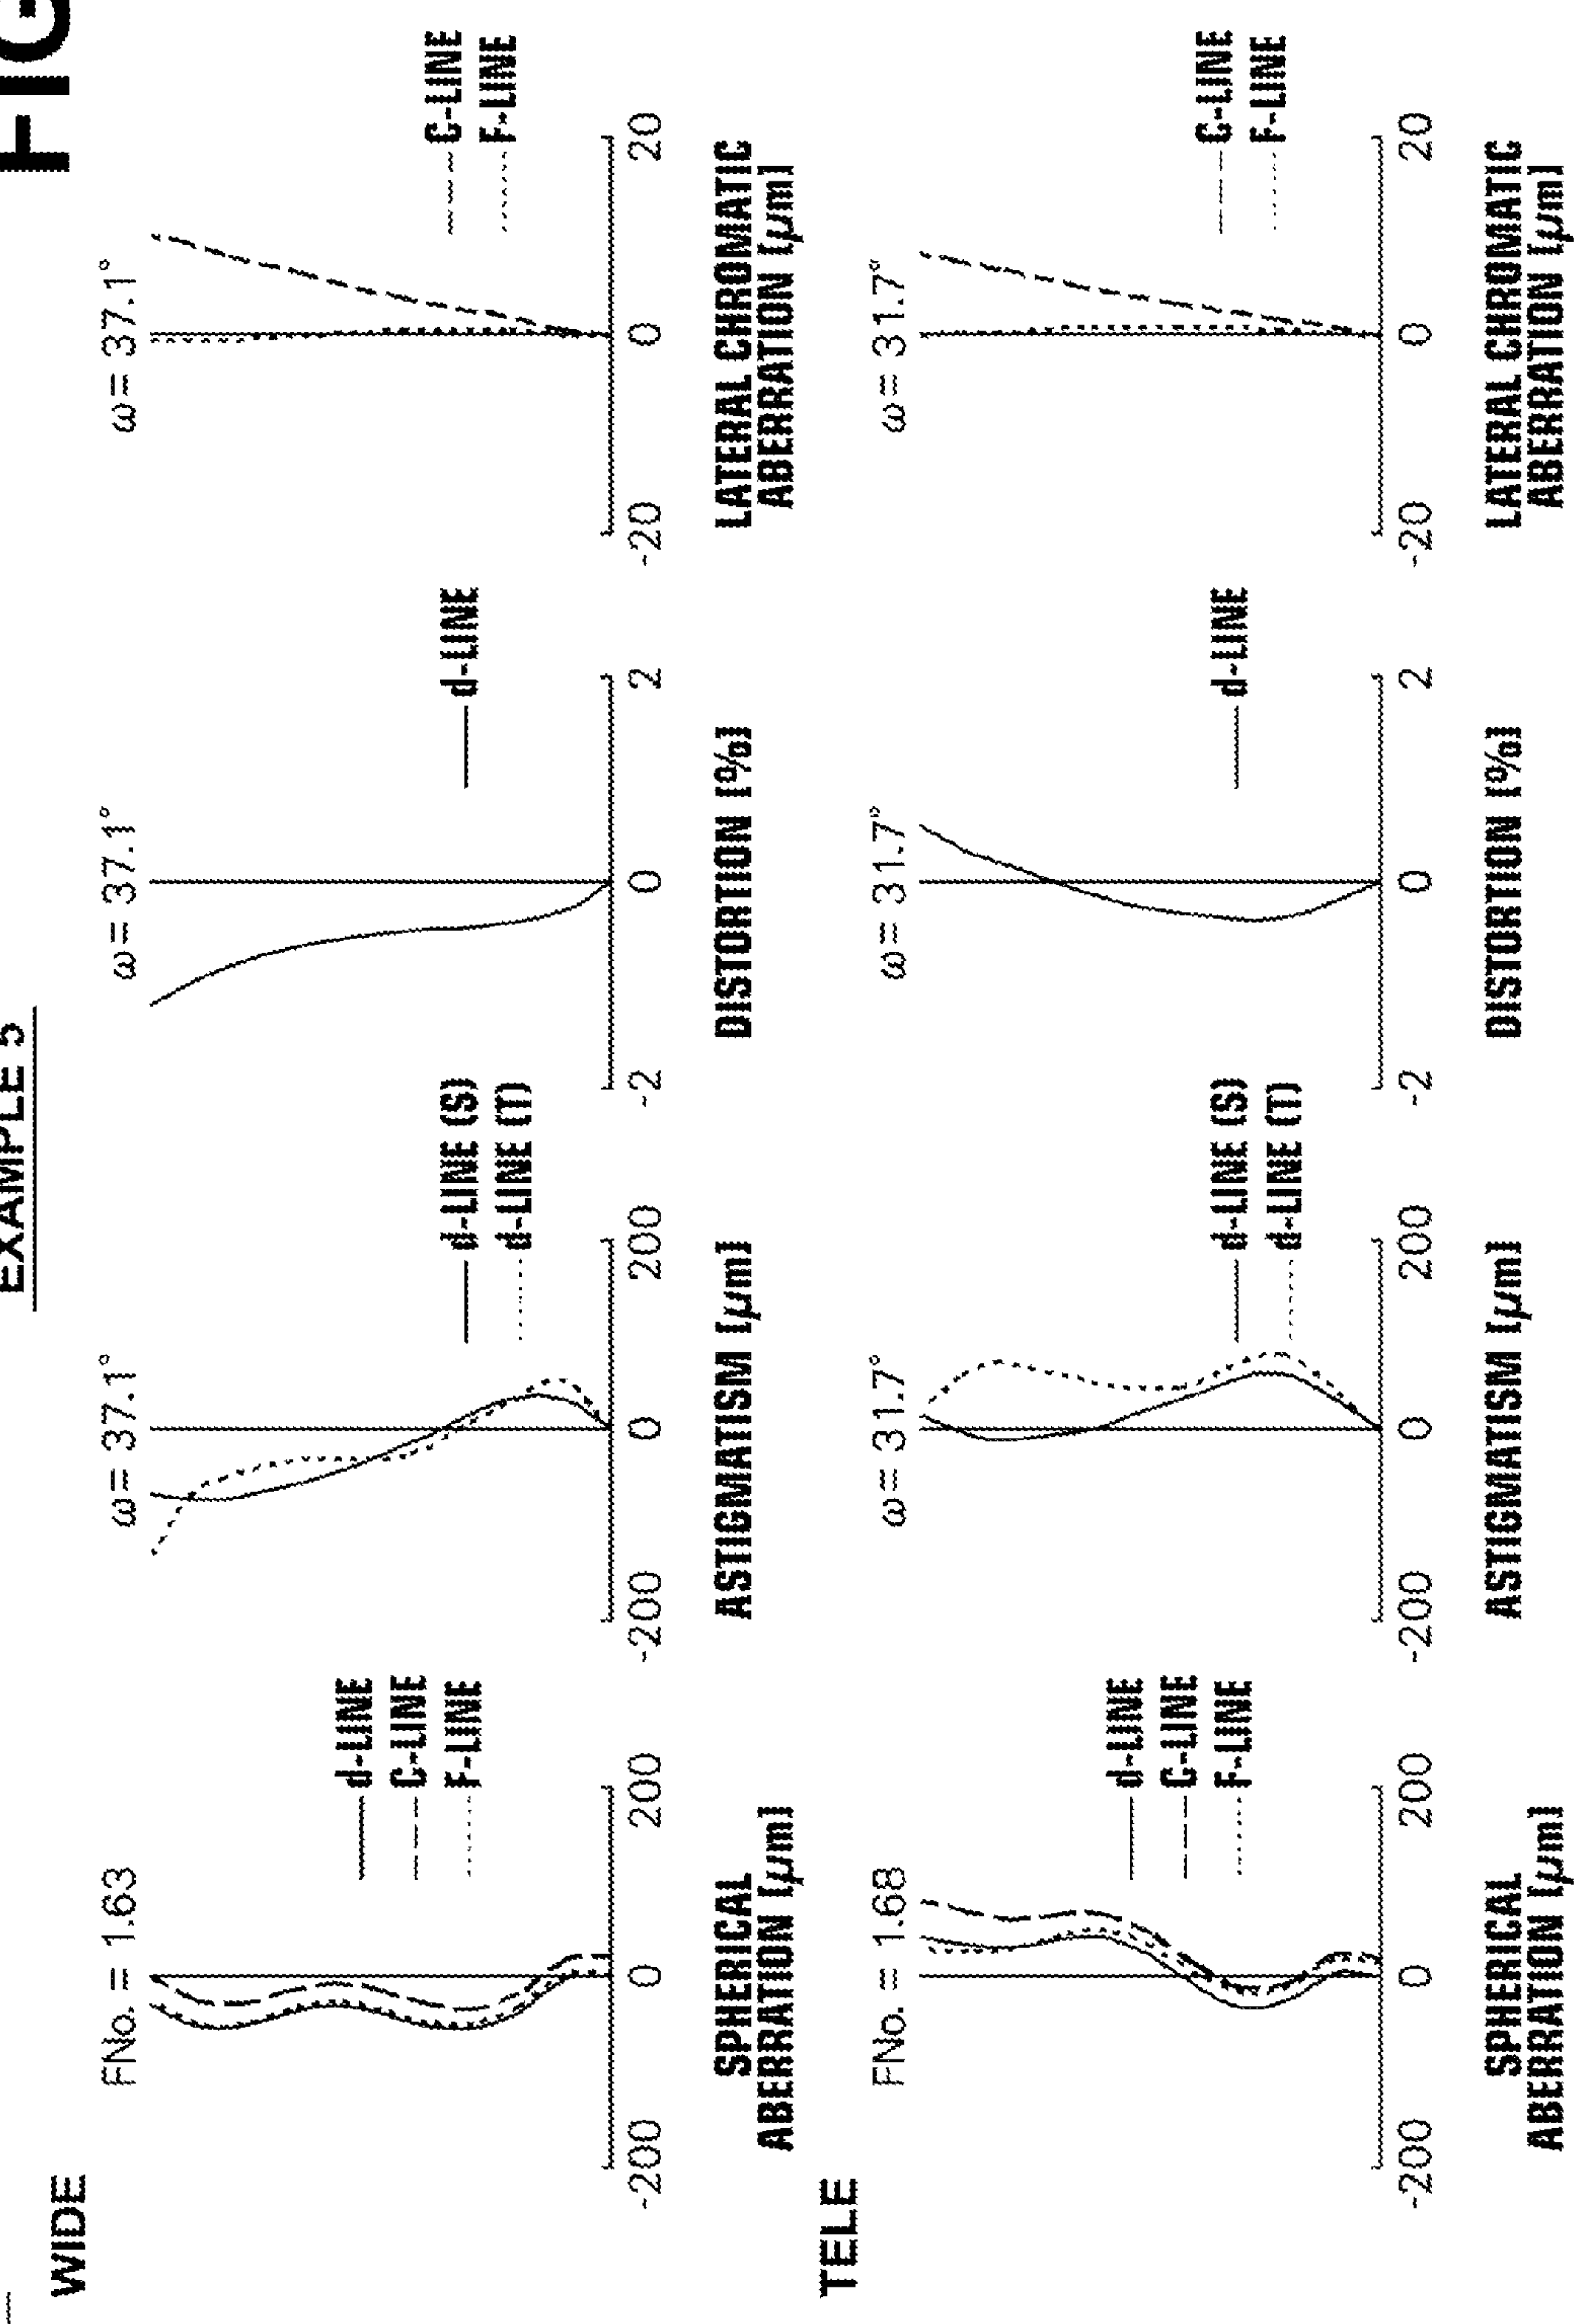 FIG
EXAMPLE 5
WIDE
FNo. = 1.63
d-LINE
C-LINE
F-LINE
-200 0 200
SPHERICAL
ABERRATION [μm]
ω= 37.1°
d-LINE (S)
d-LINE (T)
-200 0 200
ASTIGMATISM [μm]
ω= 37.1°
d-LINE
-2 0 2
DISTORTION [%]
ω= 37.1°
C-LINE
F-LINE
-20 0 20
LATERAL CHROMATIC
ABERRATION [μm]
TELE
FNo. = 1.68
d-LINE
C-LINE
F-LINE
-200 0 200
SPHERICAL
ABERRATION [μm]
ω= 31.7°
d-LINE (S)
d-LINE (T)
-200 0 200
ASTIGMATISM [μm]
ω= 31.7°
d-LINE
-2 0 2
DISTORTION [%]
ω= 31.7°
C-LINE
F-LINE
-20 0 20
LATERAL CHROMATIC
ABERRATION [μm]